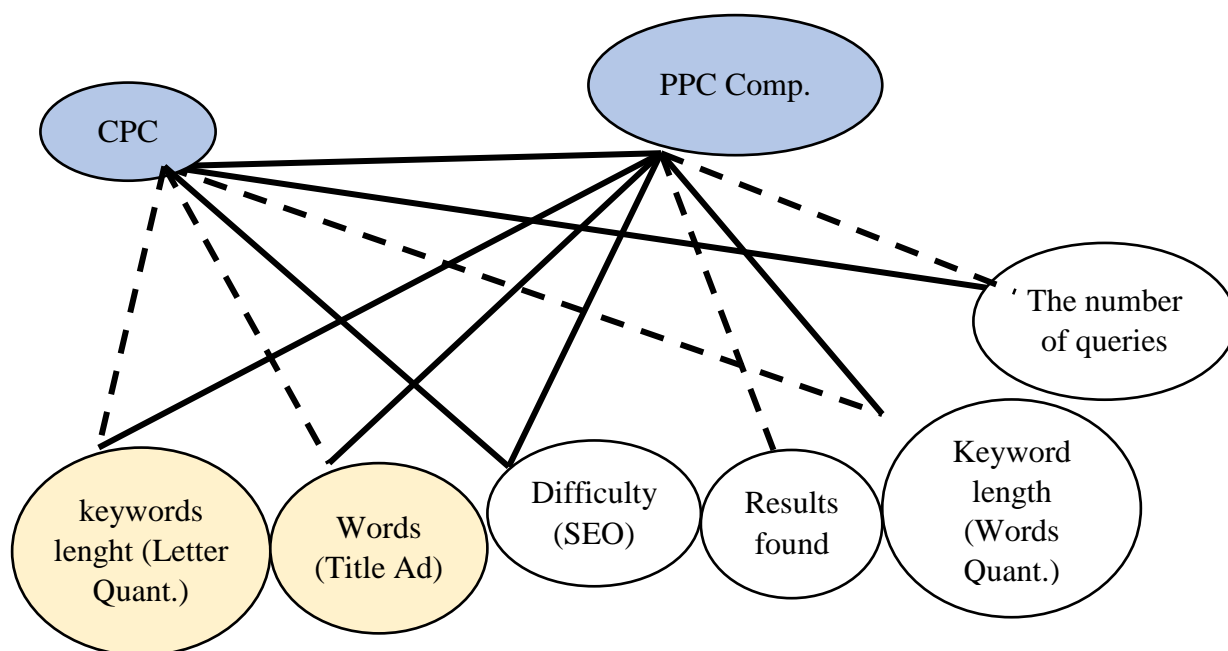 PPC Comp.
CPC
The number
of queries
keywords
lenght (Letter
Quant.)
Words
(Title Ad)
Difficulty
(SEO)
Results
found
Keyword
length
(Words
Quant.)